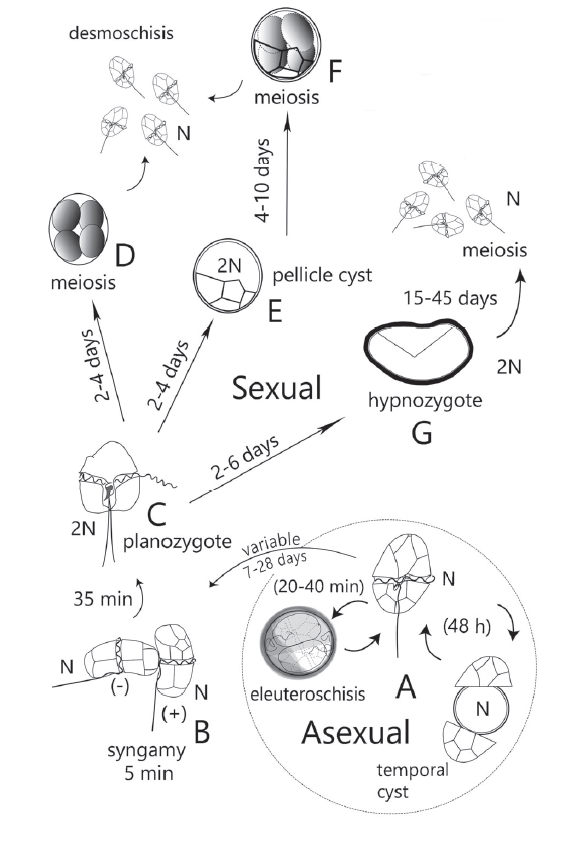 desmoschisis
F
meiosis
N
4-10 days
D
meiosis
2N
pellicle cyst
E
N
meiosis
15-45 days
2N
hypnozygote
G
2-4 days
2-4 days
Sexual
2-6 days
C
2N
planozygote
variable
7-28 days
N
(20-40 min)
35 min
(48 h)
N
(-)
N
(+)
B
syngamy
5 min
eleuteroschisis
A
N
Asexual
temporal
cyst